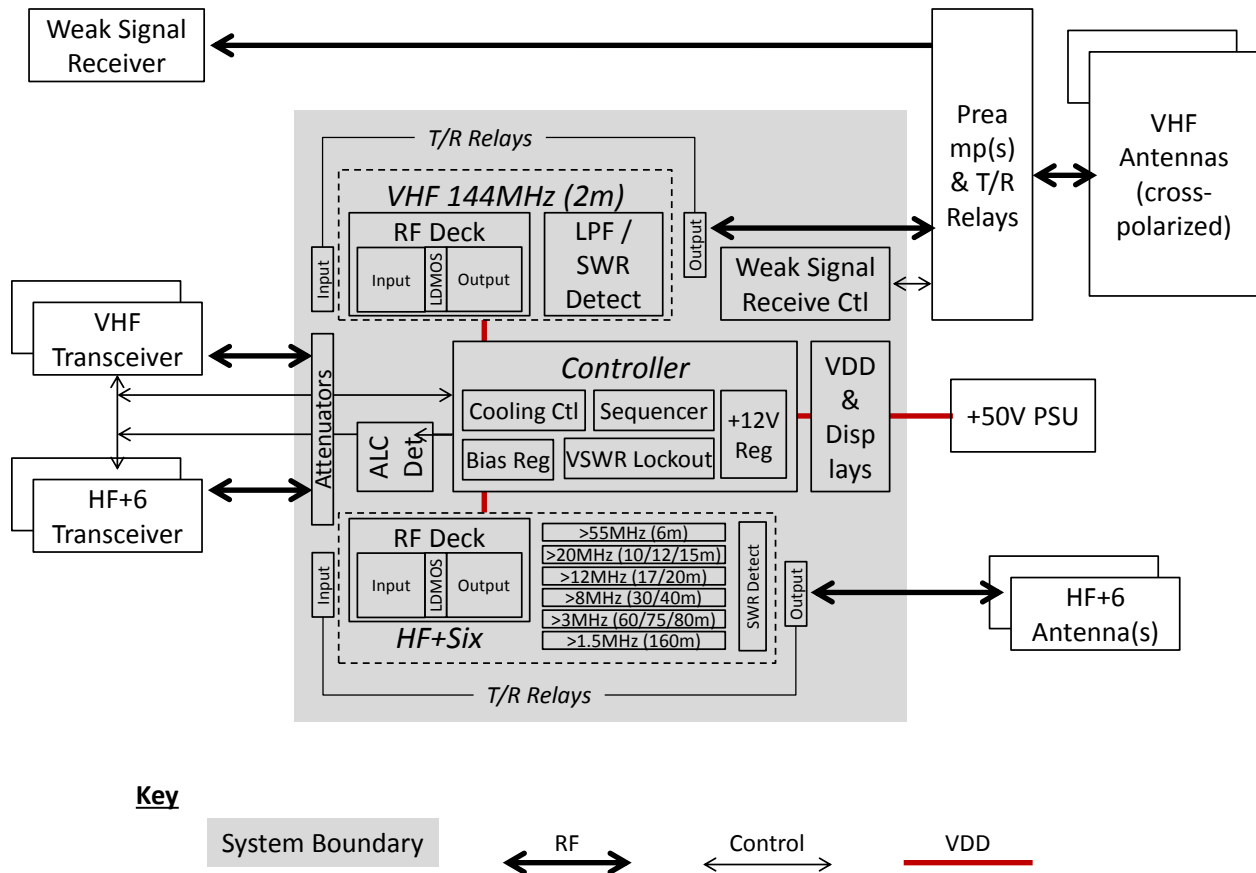 Weak Signal
Receiver
T/R Relays
VHF 144MHz (2m)
RF Deck
Input
LDMOS
Output
LPF /
SWR
Detect
Input
Output
Weak Signal
Receive Ctl
Prea
mp(s)
& T/R
Relays
VHF
Antennas
(cross-
polarized)
VHF
Transceiver
HF+6
Transceiver
Attenuators
ALC
Det
Controller
Cooling Ctl
Sequencer
Bias Reg
VSWR Lockout
+12V
Reg
VDD
&
Disp
lays
+50V PSU
RF Deck
Input
LDMOS
Output
HF+Six
>55MHz (6m)
>20MHz (10/12/15m)
>12MHz (17/20m)
>8MHz (30/40m)
>3MHz (60/75/80m)
>1.5MHz (160m)
SWR Detect
Input
Output
T/R Relays
HF+6
Antenna(s)
Key
System Boundary
RF
Control
VDD